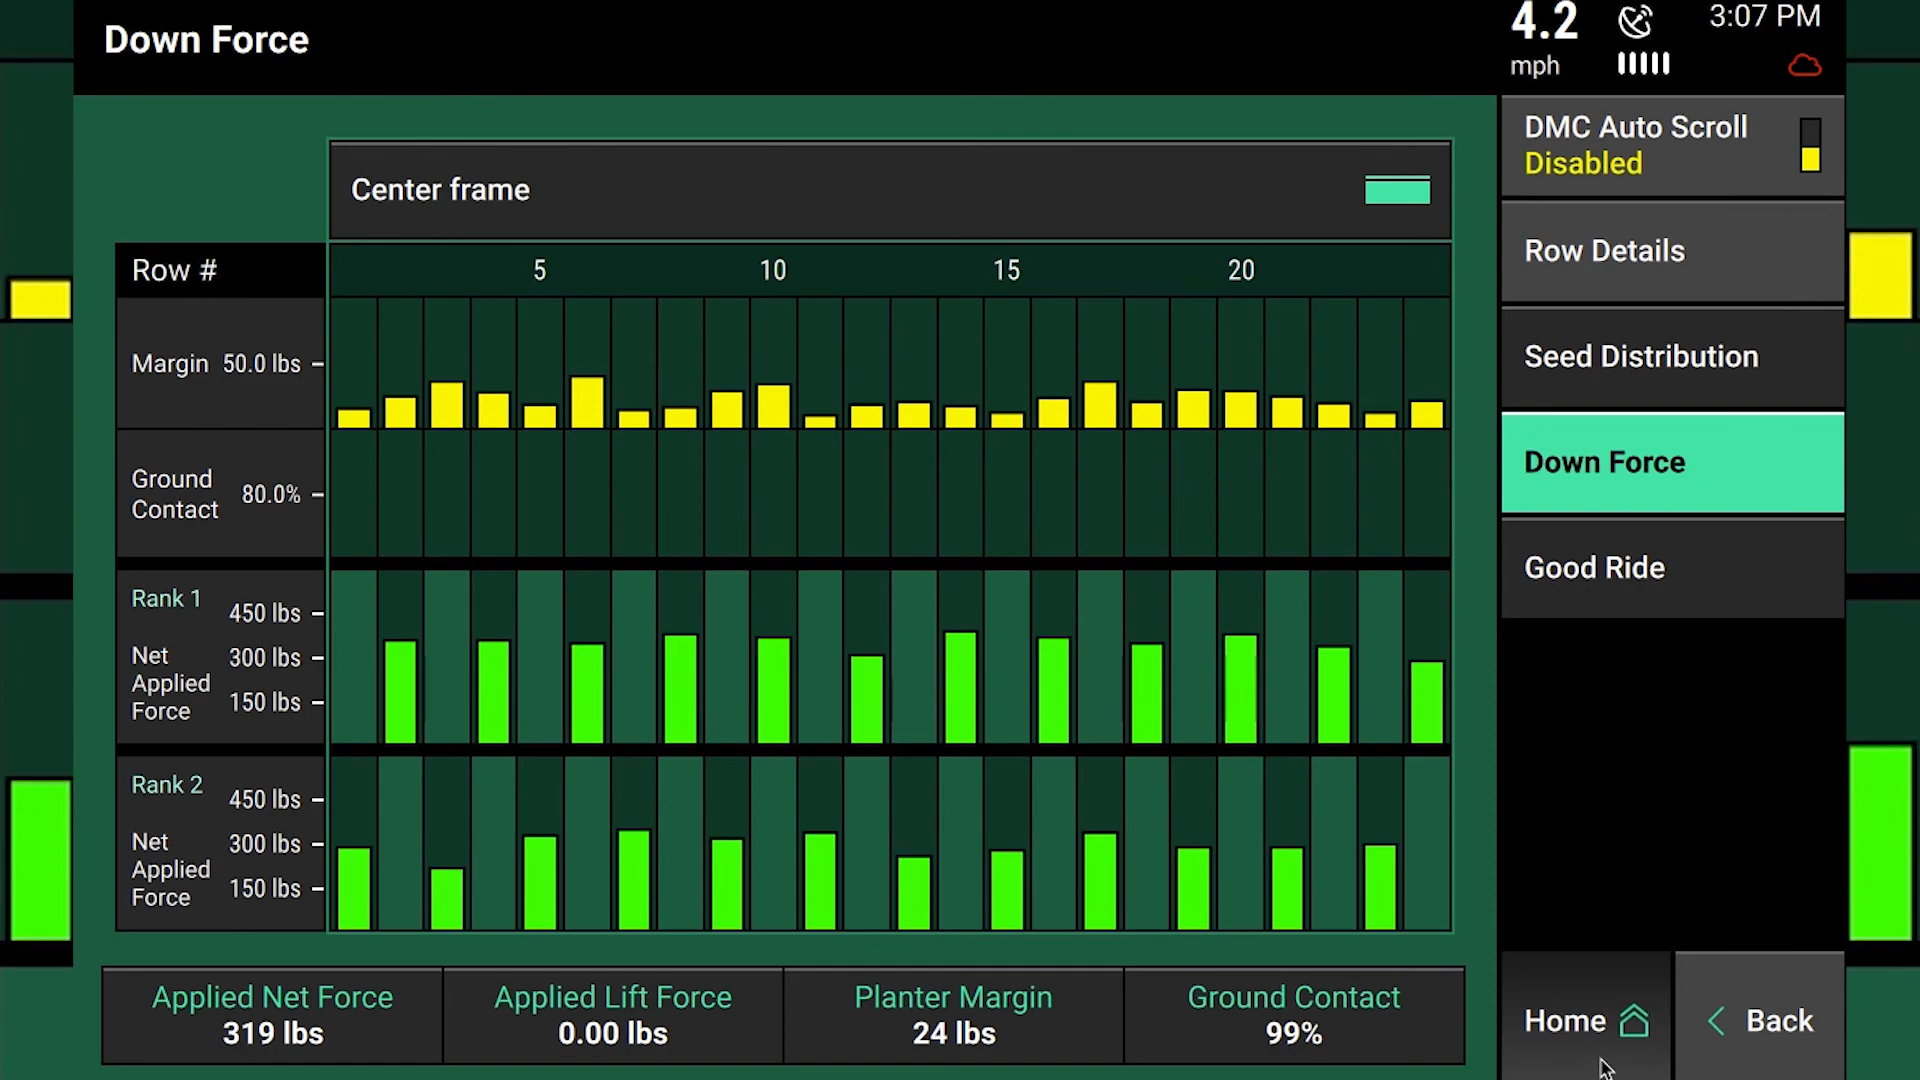 Down Force
4.2
mph
3:07 PM
DMC Auto Scroll
Disabled
Row Details
Seed Distribution
Down Force
Good Ride
Center frame
Row #
5 10 15 20
Margin 50.0 lbs
Ground
Contact
80.0%
Rank 1
450 lbs
300 lbs
150 lbs
Net
Applied
Force
Rank 2
450 lbs
300 lbs
150 lbs
Net
Applied
Force
Applied Net Force
319 lbs
Applied Lift Force
0.00 lbs
Planter Margin
24 lbs
Ground Contact
99%
Home
Back